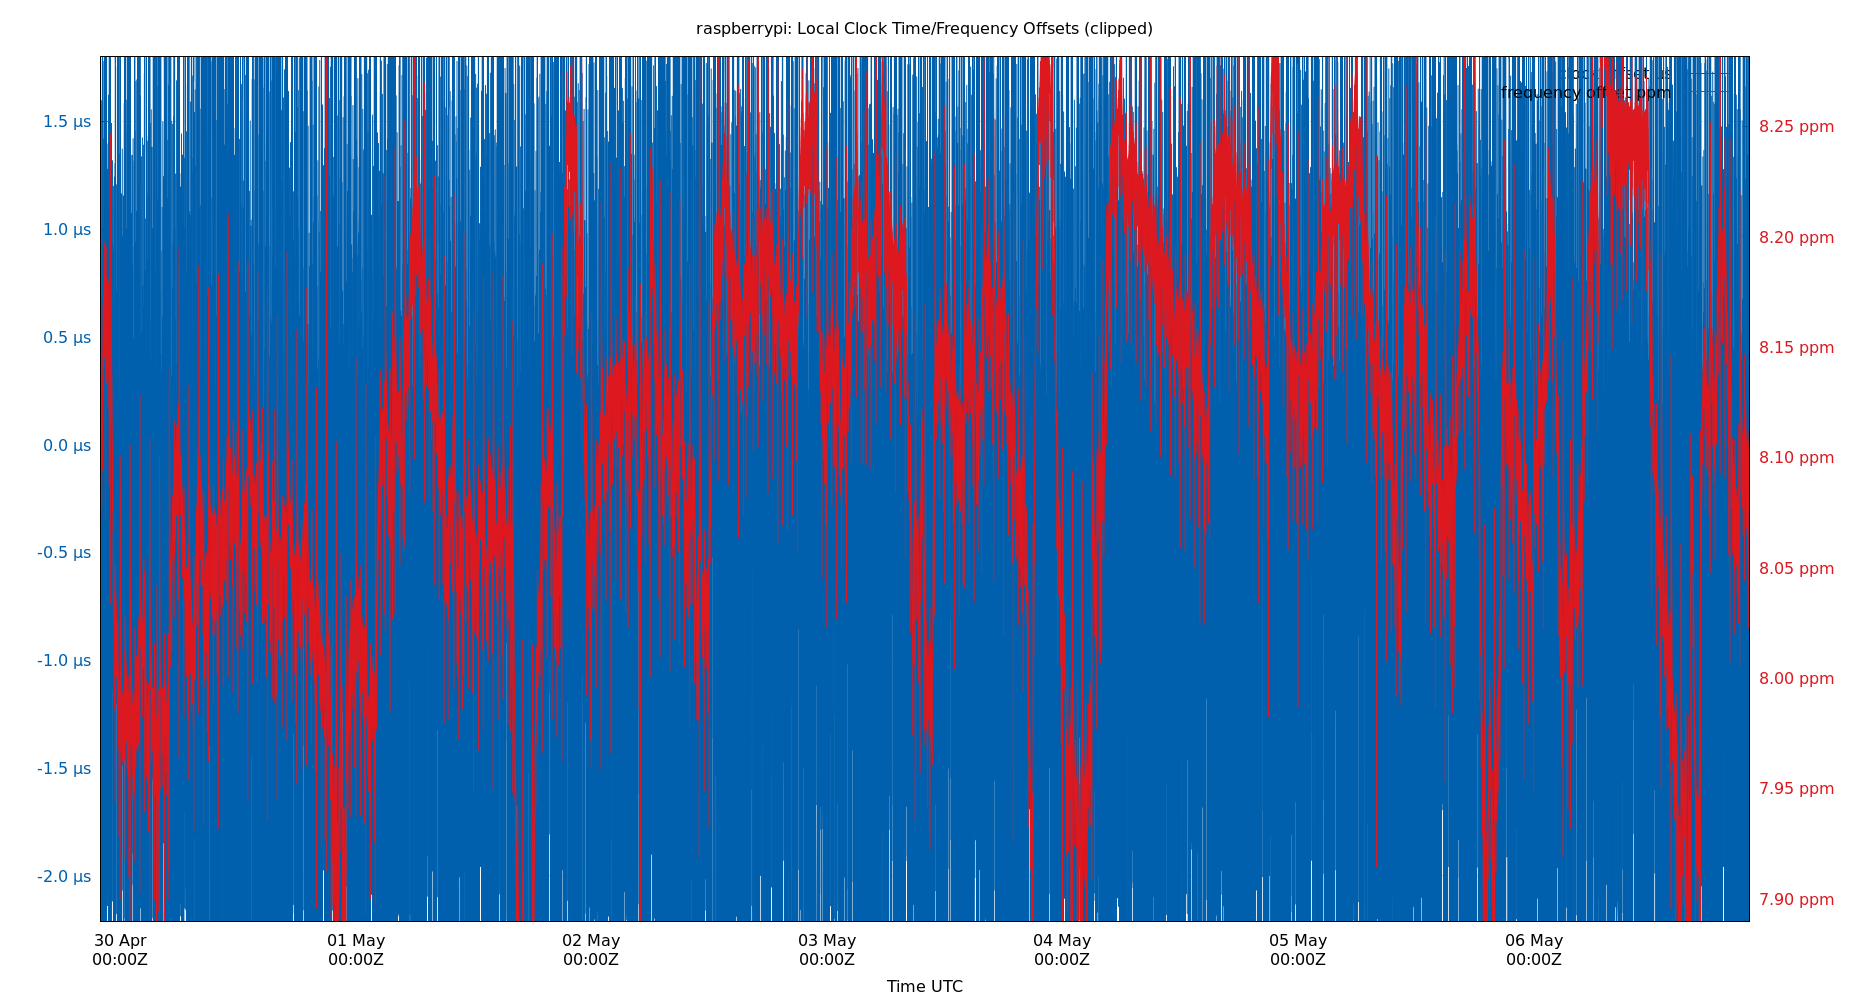 raspberrypi: Local Clock Time/Frequency Offsets (clipped)
clock offset us
frequency offset ppm
1.5 µs
1.0 µs
0.5 µs
0.0 µs
-0.5 µs
-1.0 µs
-1.5 µs
-2.0 µs
8.25 ppm
8.20 ppm
8.15 ppm
8.10 ppm
8.05 ppm
8.00 ppm
7.95 ppm
7.90 ppm
30 Apr 01 May 02 May 03 May 04 May 05 May 06 May
00:00Z 00:00Z 00:00Z 00:00Z 00:00Z 00:00Z 00:00Z
Time UTC